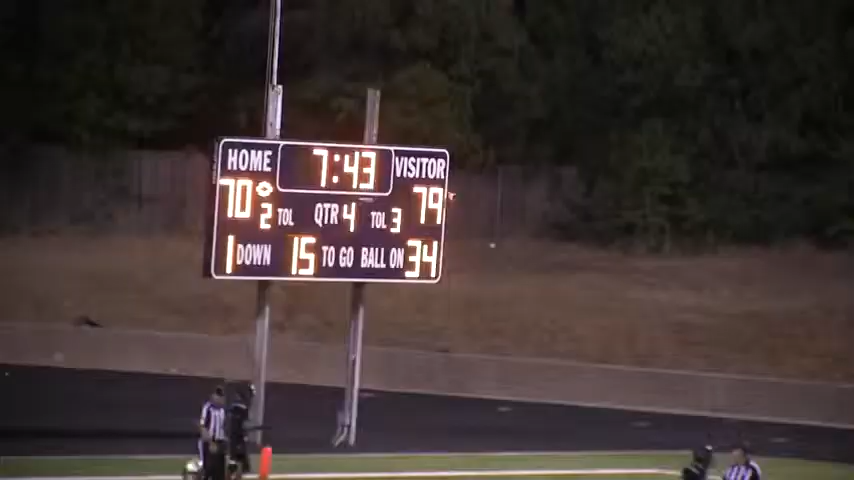 HOME 7:43 VISITOR
70 79
2 TOL QTR 4 TOL 3
1 DOWN 15 TO GO BALL ON 34